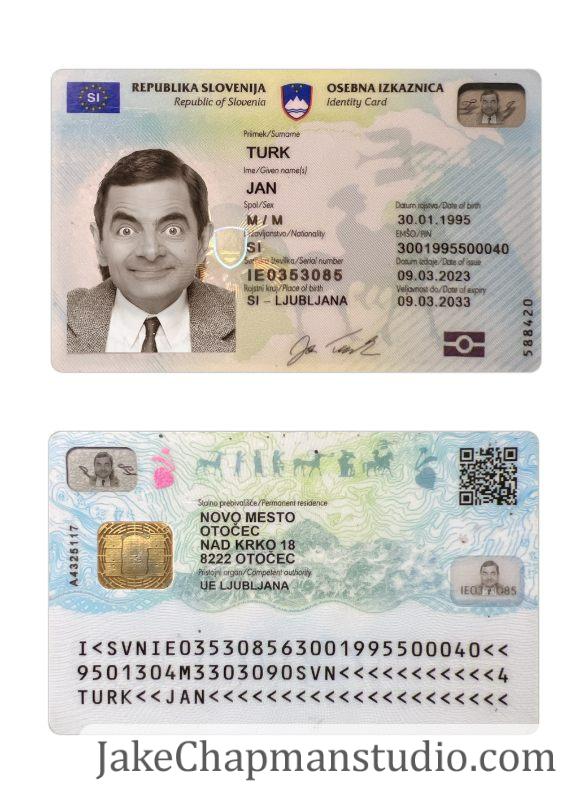 SI
REPUBLIKA SLOVENIJA
Republic of Slovenia
OSEBNA IZKAZNICA
Identity Card
Priimek/Surname
TURK
Ime/Given name(s)
JAN
Spol/Sex
M / M
Datum rojstva/Date of birth
30.01.1995
Državljanstvo/Nationality
SI
EMŠO/PIN
3001995500040
Serijska številka/Serial number
IE0353085
Datum izdaje/Date of issue
09.03.2023
Rojstni kraj/Place of birth
SI – LJUBLJANA
Velja do/Date of expiry
09.03.2033
588420
Stalno prebivališče/Permanent residence
NOVO MESTO
OTOČEC
NAD KRKO 18
8222 OTOČEC
Pristojni organ/Competent authority
UE LJUBLJANA
A4325117
I<SVNIE035308563001995500040<<
9501304M3303090SVN<<<<<<<<<<<4
TURK<<JAN<<<<<<<<<<<<<<<<<<<<<
JakeChapmanstudio.com